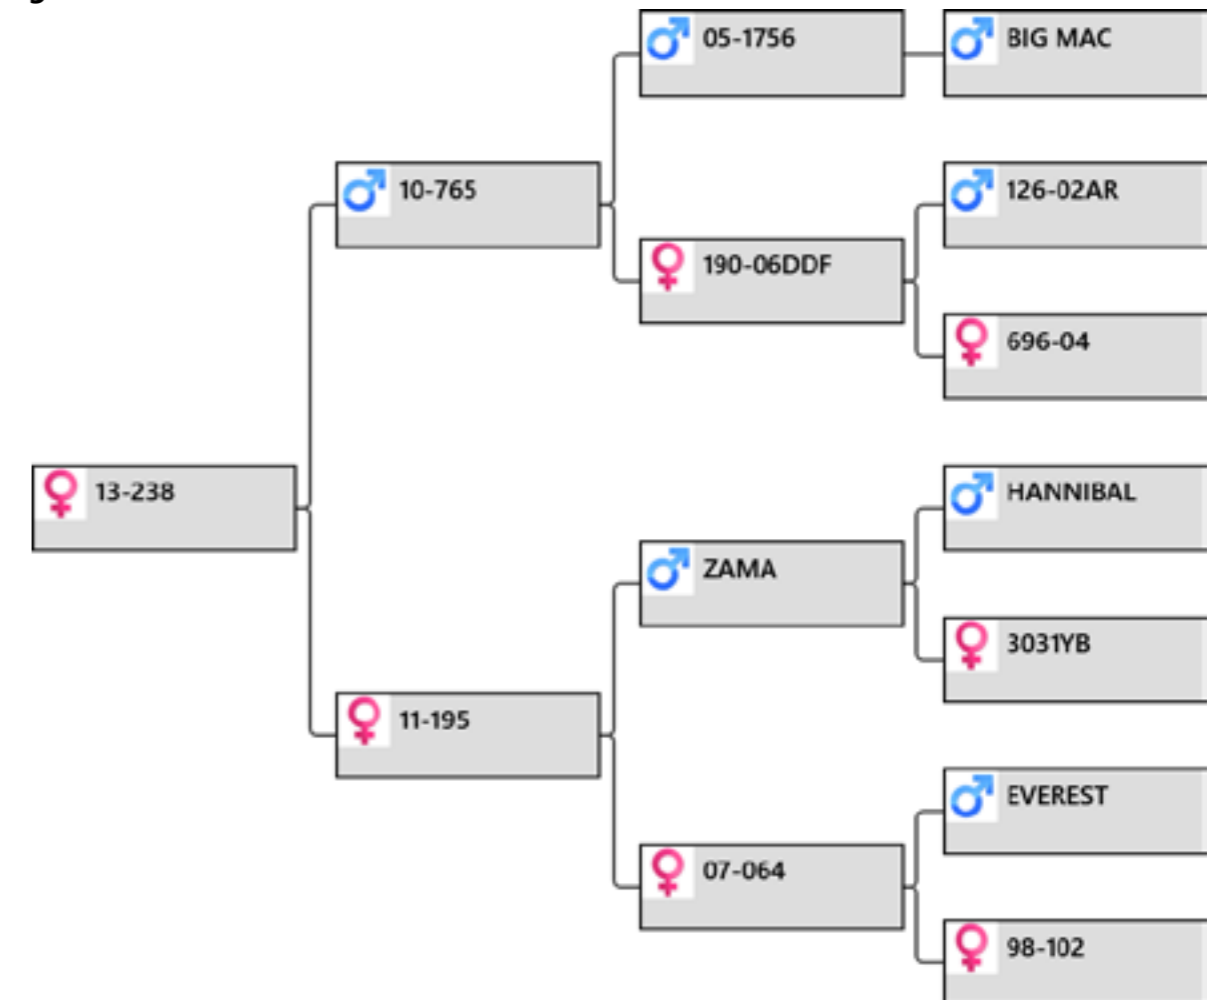 05-1756
BIG MAC
10-765
126-02AR
190-06DDF
696-04
13-238
HANNIBAL
ZAMA
3031YB
11-195
EVEREST
07-064
98-102